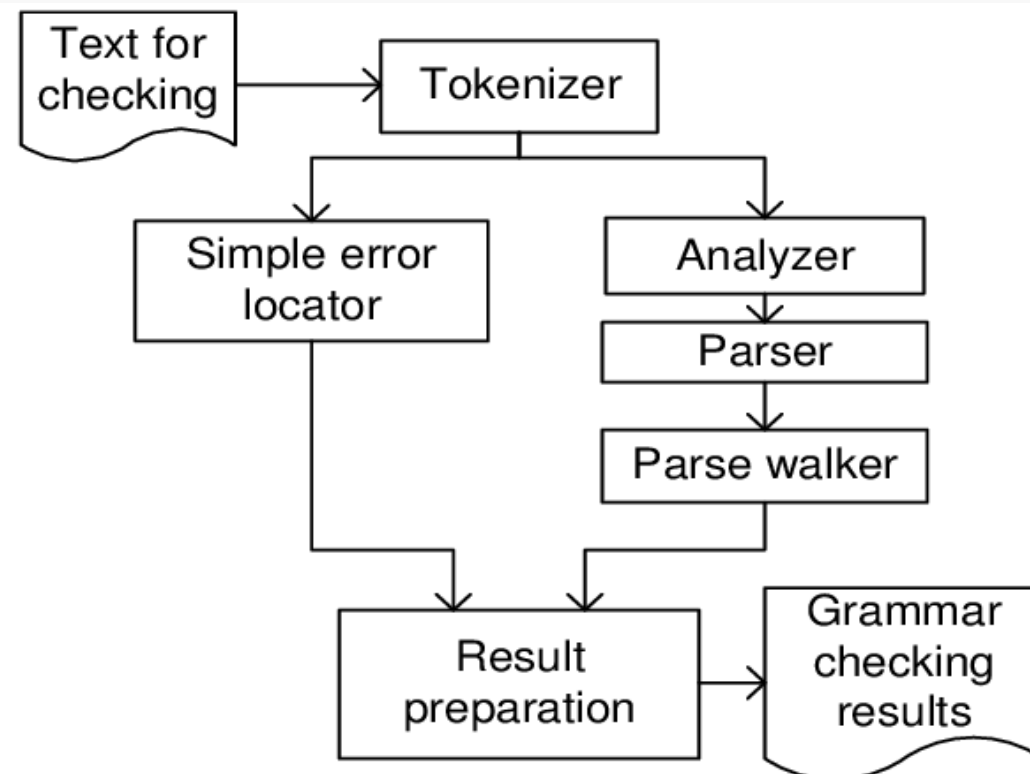 Text for
checking
Tokenizer
Simple error
locator
Analyzer
Parser
Parse walker
Result
preparation
Grammar
checking
results